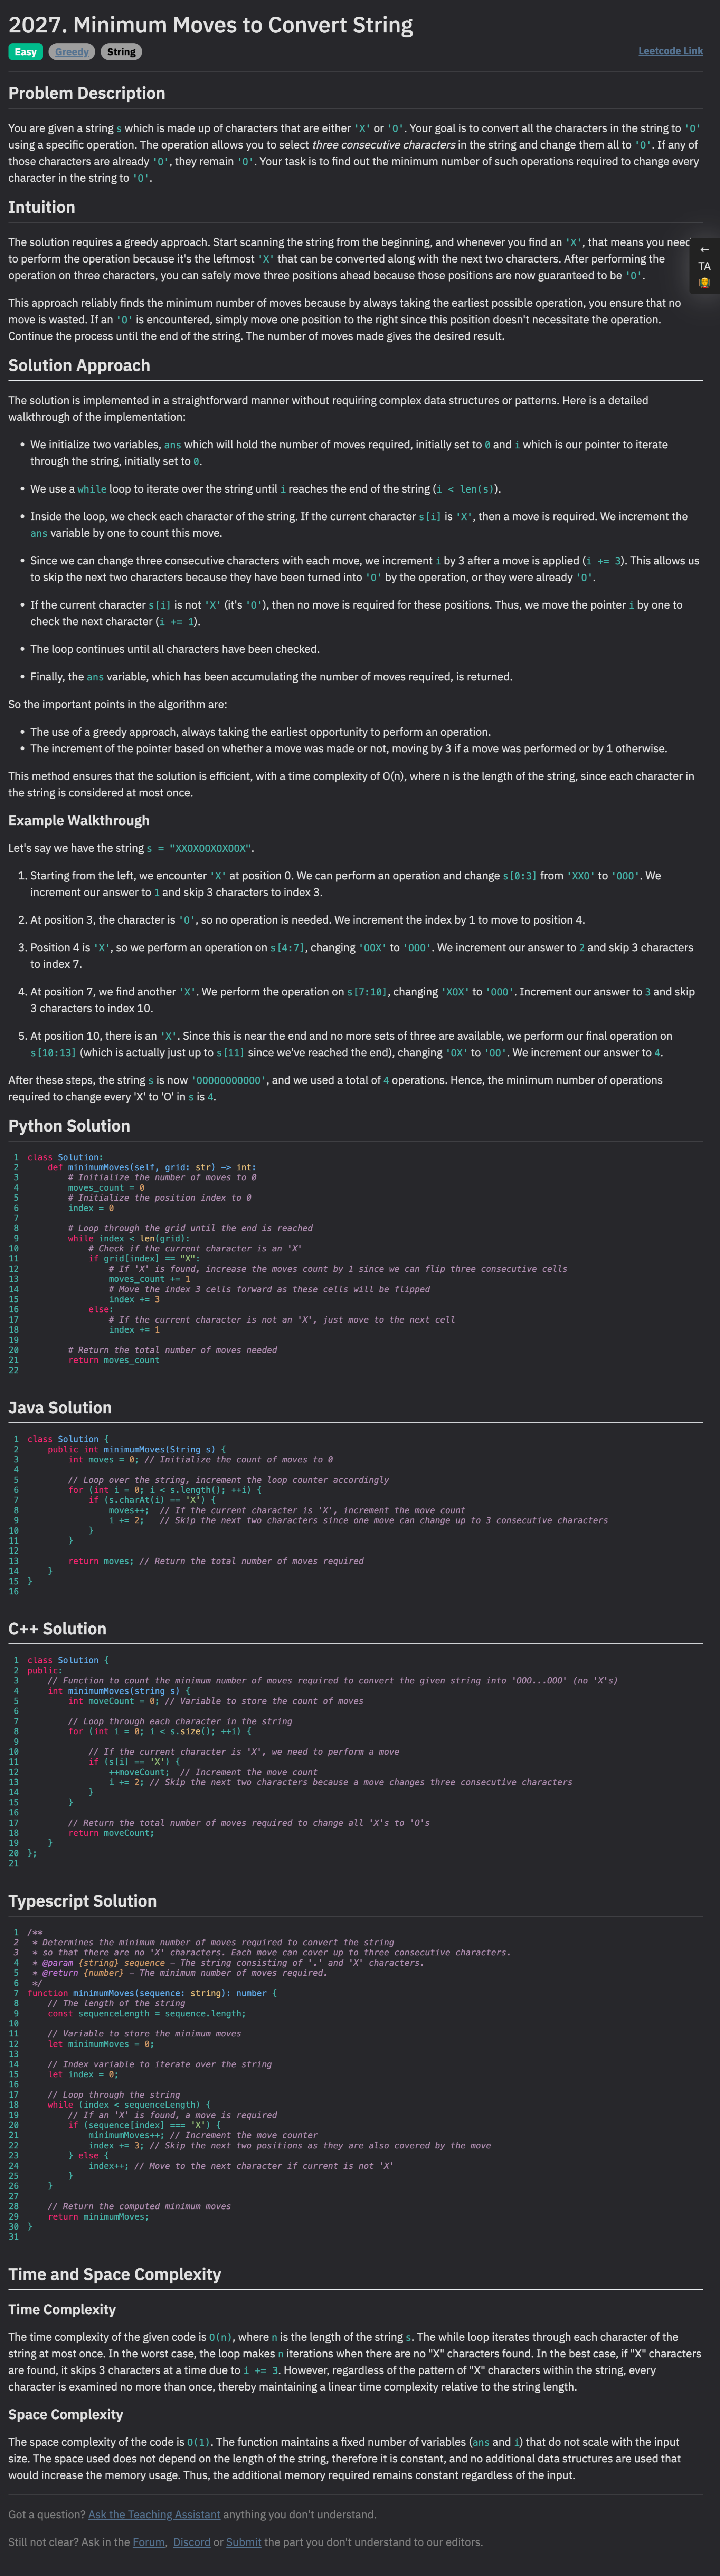 2027. Minimum Moves to Convert String
Easy Greedy String Leetcode Link
Problem Description
You are given a string s which is made up of characters that are either 'X' or 'O'. Your goal is to convert all the characters in the string to 'O'
using a specific operation. The operation allows you to select three consecutive characters in the string and change them all to 'O'. If any of
those characters are already 'O', they remain 'O'. Your task is to find out the minimum number of such operations required to change every
character in the string to 'O'.
Intuition
The solution requires a greedy approach. Start scanning the string from the beginning, and whenever you find an 'X', that means you need
to perform the operation because it's the leftmost 'X' that can be converted along with the next two characters. After performing the
operation on three characters, you can safely move three positions ahead because those positions are now guaranteed to be 'O'.
←
TA
This approach reliably finds the minimum number of moves because by always taking the earliest possible operation, you ensure that no
move is wasted. If an 'O' is encountered, simply move one position to the right since this position doesn't necessitate the operation.
Continue the process until the end of the string. The number of moves made gives the desired result.
Solution Approach
The solution is implemented in a straightforward manner without requiring complex data structures or patterns. Here is a detailed
walkthrough of the implementation:
• We initialize two variables, ans which will hold the number of moves required, initially set to 0 and i which is our pointer to iterate
through the string, initially set to 0.
• We use a while loop to iterate over the string until i reaches the end of the string (i < len(s)).
• Inside the loop, we check each character of the string. If the current character s[i] is 'X', then a move is required. We increment the
ans variable by one to count this move.
• Since we can change three consecutive characters with each move, we increment i by 3 after a move is applied (i += 3). This allows us
to skip the next two characters because they have been turned into 'O' by the operation, or they were already 'O'.
• If the current character s[i] is not 'X' (it's 'O'), then no move is required for these positions. Thus, we move the pointer i by one to
check the next character (i += 1).
• The loop continues until all characters have been checked.
• Finally, the ans variable, which has been accumulating the number of moves required, is returned.
So the important points in the algorithm are:
• The use of a greedy approach, always taking the earliest opportunity to perform an operation.
• The increment of the pointer based on whether a move was made or not, moving by 3 if a move was performed or by 1 otherwise.
This method ensures that the solution is efficient, with a time complexity of O(n), where n is the length of the string, since each character in
the string is considered at most once.
Example Walkthrough
Let's say we have the string s = "XXOXOOXOXOOX".
1. Starting from the left, we encounter 'X' at position 0. We can perform an operation and change s[0:3] from 'XXO' to 'OOO'. We
increment our answer to 1 and skip 3 characters to index 3.
2. At position 3, the character is 'O', so no operation is needed. We increment the index by 1 to move to position 4.
3. Position 4 is 'X', so we perform an operation on s[4:7], changing 'OOX' to 'OOO'. We increment our answer to 2 and skip 3 characters
to index 7.
4. At position 7, we find another 'X'. We perform the operation on s[7:10], changing 'XOX' to 'OOO'. Increment our answer to 3 and skip
3 characters to index 10.
5. At position 10, there is an 'X'. Since this is near the end and no more sets of three are available, we perform our final operation on
s[10:13] (which is actually just up to s[11] since we've reached the end), changing 'OX' to 'OO'. We increment our answer to 4.
After these steps, the string s is now 'OOOOOOOOOOO', and we used a total of 4 operations. Hence, the minimum number of operations
required to change every 'X' to 'O' in s is 4.
Python Solution
1 class Solution:
2     def minimumMoves(self, grid: str) -> int:
3         # Initialize the number of moves to 0
4         moves_count = 0
5         # Initialize the position index to 0
6         index = 0
7
8         # Loop through the grid until the end is reached
9         while index < len(grid):
10             # Check if the current character is an 'X'
11             if grid[index] == "X":
12                 # If 'X' is found, increase the moves count by 1 since we can flip three consecutive cells
13                 moves_count += 1
14                 # Move the index 3 cells forward as these cells will be flipped
15                 index += 3
16             else:
17                 # If the current character is not an 'X', just move to the next cell
18                 index += 1
19
20         # Return the total number of moves needed
21         return moves_count
22
Java Solution
1 class Solution {
2     public int minimumMoves(String s) {
3         int moves = 0; // Initialize the count of moves to 0
4
5         // Loop over the string, increment the loop counter accordingly
6         for (int i = 0; i < s.length(); ++i) {
7             if (s.charAt(i) == 'X') {
8                 moves++;  // If the current character is 'X', increment the move count
9                 i += 2;   // Skip the next two characters since one move can change up to 3 consecutive characters
10             }
11         }
12
13         return moves; // Return the total number of moves required
14     }
15 }
16
C++ Solution
1 class Solution {
2 public:
3     // Function to count the minimum number of moves required to convert the given string into 'OOO...OOO' (no 'X's)
4     int minimumMoves(string s) {
5         int moveCount = 0; // Variable to store the count of moves
6
7         // Loop through each character in the string
8         for (int i = 0; i < s.size(); ++i) {
9
10             // If the current character is 'X', we need to perform a move
11             if (s[i] == 'X') {
12                 ++moveCount;  // Increment the move count
13                 i += 2; // Skip the next two characters because a move changes three consecutive characters
14             }
15         }
16
17         // Return the total number of moves required to change all 'X's to 'O's
18         return moveCount;
19     }
20 };
21
Typescript Solution
1 /**
2  * Determines the minimum number of moves required to convert the string
3  * so that there are no 'X' characters. Each move can cover up to three consecutive characters.
4  * @param {string} sequence - The string consisting of '.' and 'X' characters.
5  * @return {number} - The minimum number of moves required.
6  */
7 function minimumMoves(sequence: string): number {
8     // The length of the string
9     const sequenceLength = sequence.length;
10
11     // Variable to store the minimum moves
12     let minimumMoves = 0;
13
14     // Index variable to iterate over the string
15     let index = 0;
16
17     // Loop through the string
18     while (index < sequenceLength) {
19         // If an 'X' is found, a move is required
20         if (sequence[index] === 'X') {
21             minimumMoves++; // Increment the move counter
22             index += 3; // Skip the next two positions as they are also covered by the move
23         } else {
24             index++; // Move to the next character if current is not 'X'
25         }
26     }
27
28     // Return the computed minimum moves
29     return minimumMoves;
30 }
31
Time and Space Complexity
Time Complexity
The time complexity of the given code is O(n), where n is the length of the string s. The while loop iterates through each character of the
string at most once. In the worst case, the loop makes n iterations when there are no "X" characters found. In the best case, if "X" characters
are found, it skips 3 characters at a time due to i += 3. However, regardless of the pattern of "X" characters within the string, every
character is examined no more than once, thereby maintaining a linear time complexity relative to the string length.
Space Complexity
The space complexity of the code is O(1). The function maintains a fixed number of variables (ans and i) that do not scale with the input
size. The space used does not depend on the length of the string, therefore it is constant, and no additional data structures are used that
would increase the memory usage. Thus, the additional memory required remains constant regardless of the input.
Got a question? Ask the Teaching Assistant anything you don't understand.
Still not clear? Ask in the Forum, Discord or Submit the part you don't understand to our editors.